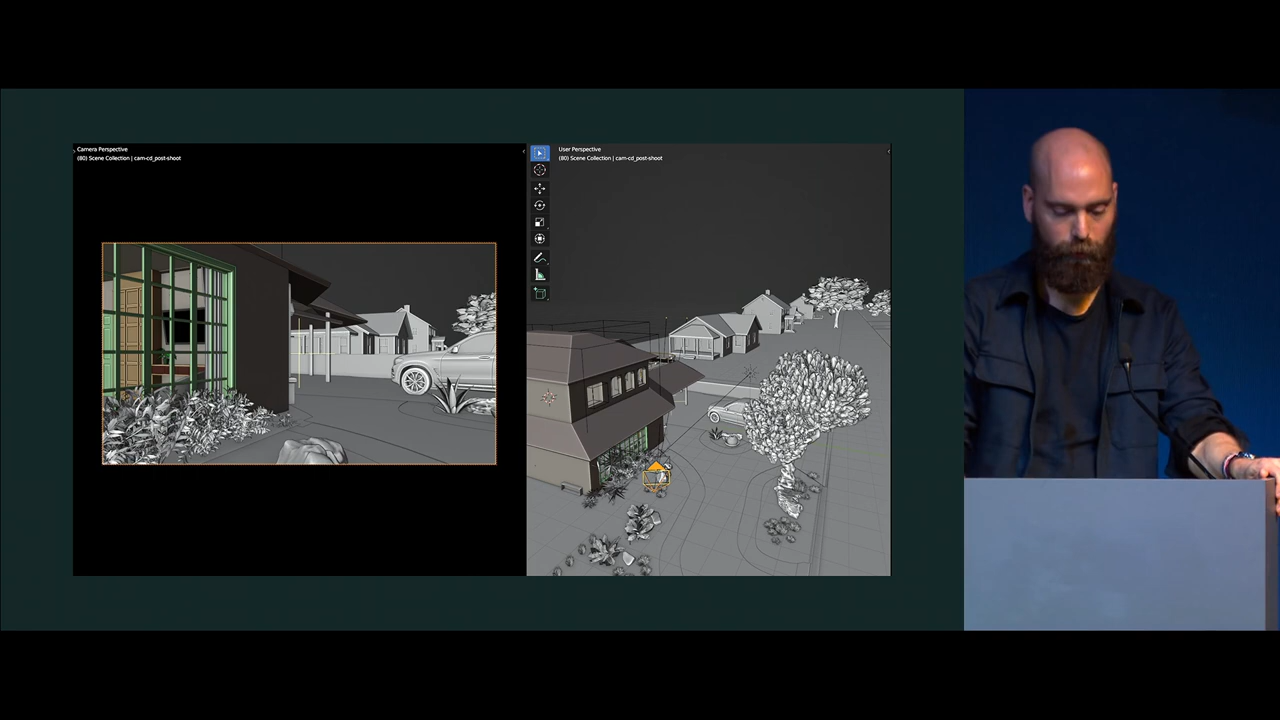 Camera Perspective
(80) Scene Collection | cam-cd_post-shoot
User Perspective
(80) Scene Collection | cam-cd_post-shoot